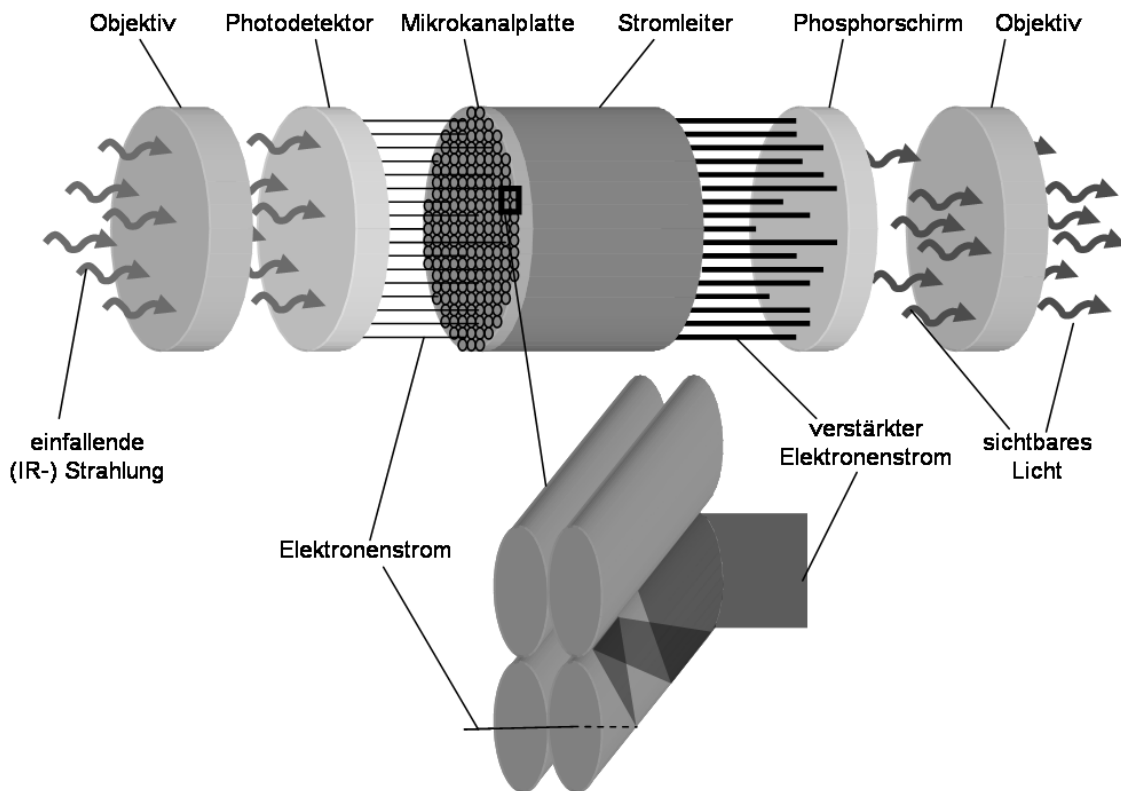 Objektiv
Photodetektor
Mikrokanalplatte
Stromleiter
Phosphorschirm
Objektiv
einfallende
(IR-) Strahlung
verstärkter
Elektronenstrom
sichtbares
Licht
Elektronenstrom